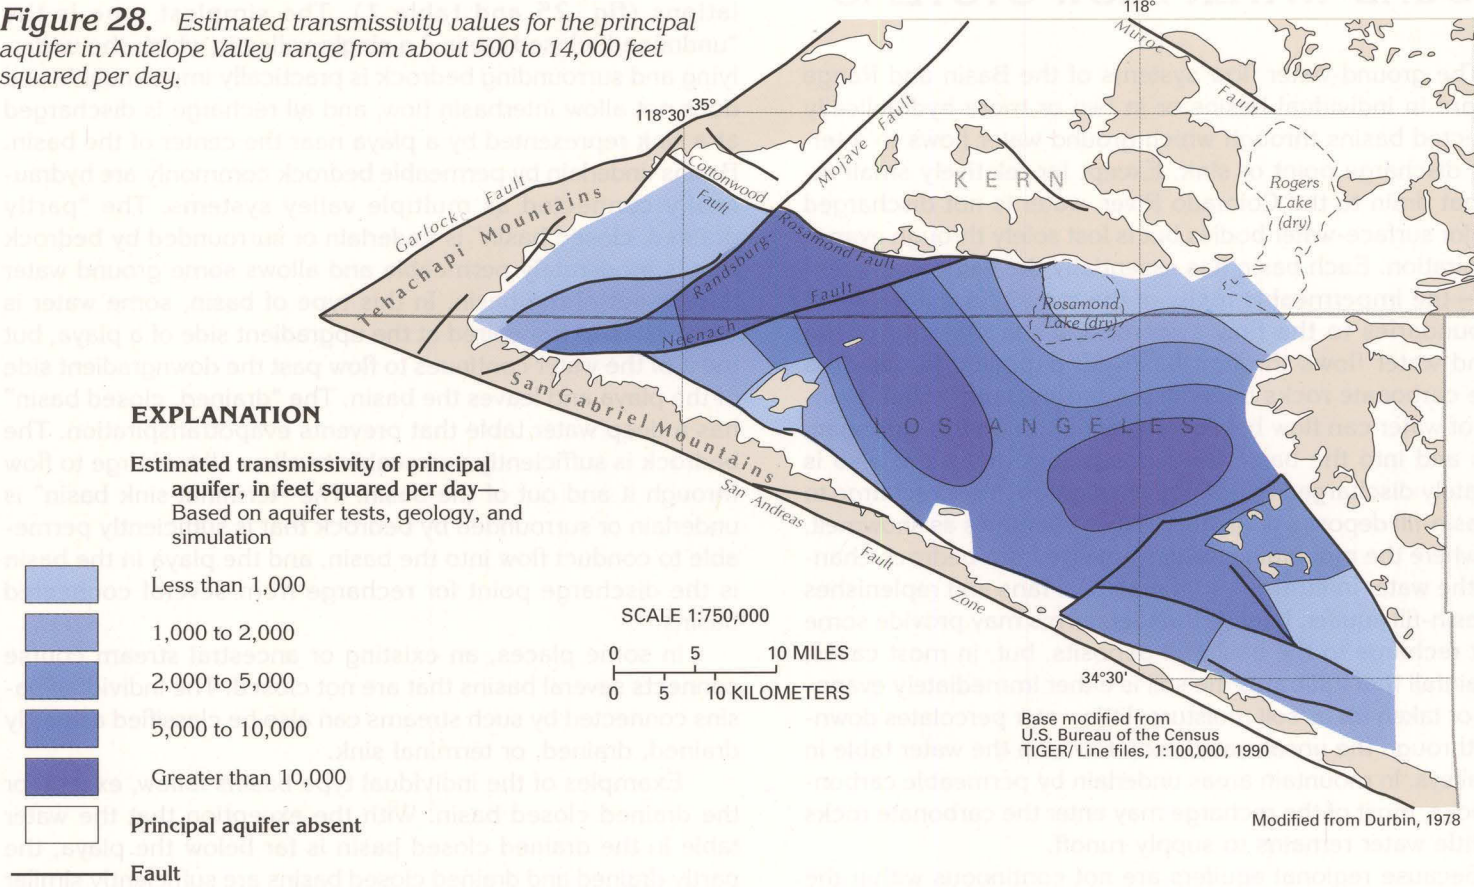 Figure 28. Estimated transmissivity values for the principal
aquifer in Antelope Valley range from about 500 to 14,000 feet
squared per day.
118°
Muroc
Fault
35°
118°30'
Garlock Fault
Tehachapi Mountains
Cottonwood
Fault
Mojave Fault
KERN
Rogers
Lake
(dry)
Rosamond Fault
Randsburg
Neenach Fault
Rosamond
Lake (dry)
LOS ANGELES
San Gabriel Mountains
San Andreas
Fault
Zone
34°30'
EXPLANATION
Estimated transmissivity of principal
aquifer, in feet squared per day—
Based on aquifer tests, geology, and
simulation
Less than 1,000
1,000 to 2,000
2,000 to 5,000
5,000 to 10,000
Greater than 10,000
Principal aquifer absent
Fault
SCALE 1:750,000
0 5 10 MILES
0 5 10 KILOMETERS
Base modified from
U.S. Bureau of the Census
TIGER/ Line files, 1:100,000, 1990
Modified from Durbin, 1978